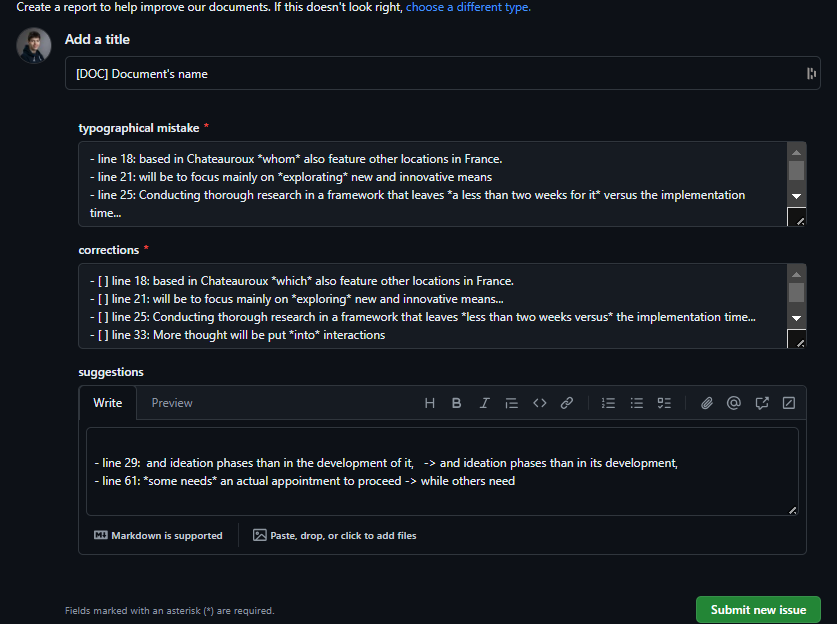 Create a report to help improve our documents. If this doesn't look right, choose a different type.
Add a title
[DOC] Document's name
typographical mistake *
- line 18: based in Chateauroux *whom* also feature other locations in France.
- line 21: will be to focus mainly on *explorating* new and innovative means
- line 25: Conducting thorough research in a framework that leaves *a less than two weeks for it* versus the implementation
time...
corrections *
- [ ] line 18: based in Chateauroux *which* also feature other locations in France.
- [ ] line 21: will be to focus mainly on *exploring* new and innovative means...
- [ ] line 25: Conducting thorough research in a framework that leaves *less than two weeks versus* the implementation time...
- [ ] line 33: More thought will be put *into* interactions
suggestions
Write Preview
- line 29:  and ideation phases than in the development of it,   -> and ideation phases than in its development,
- line 61: *some needs* an actual appointment to proceed -> while others need
Markdown is supported Paste, drop, or click to add files
Fields marked with an asterisk (*) are required.
Submit new issue